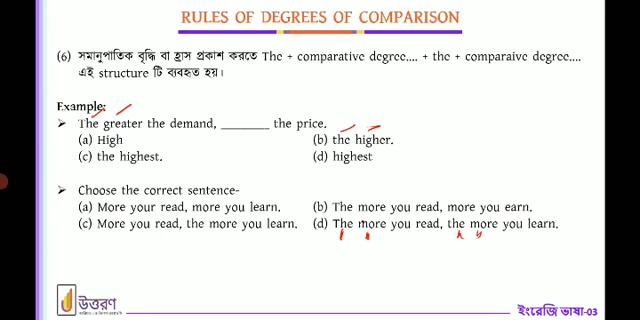 RULES OF DEGREES OF COMPARISON
(6) সমানুপাতিক বৃদ্ধি বা হ্রাস প্রকাশ করতে The + comparative degree.... + the + comparaive degree....
এই structure টি ব্যবহৃত হয়।
Example:
➢ The greater the demand, ________ the price.
(a) High (b) the higher.
(c) the highest. (d) highest
➢ Choose the correct sentence-
(a) More your read, more you learn. (b) The more you read, more you earn.
(c) More you read, the more you learn. (d) The more you read, the more you learn.
উত্তরণ
ইংরেজি ভাষা-03